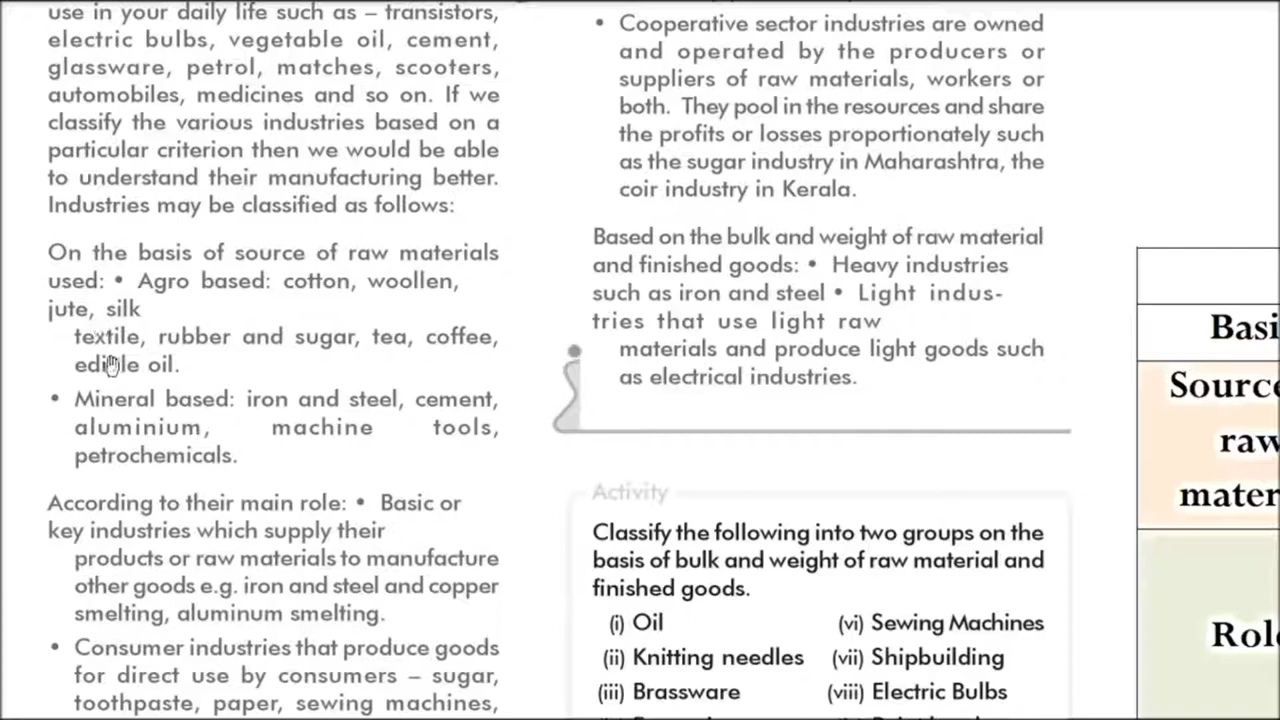 use in your daily life such as – transistors,
electric bulbs, vegetable oil, cement,
glassware, petrol, matches, scooters,
automobiles, medicines and so on. If we
classify the various industries based on a
particular criterion then we would be able
to understand their manufacturing better.
Industries may be classified as follows:
On the basis of source of raw materials
used: • Agro based: cotton, woollen,
jute, silk
textile, rubber and sugar, tea, coffee,
edible oil.
• Mineral based: iron and steel, cement,
aluminium, machine tools,
petrochemicals.
According to their main role: • Basic or
key industries which supply their
products or raw materials to manufacture
other goods e.g. iron and steel and copper
smelting, aluminum smelting.
• Consumer industries that produce goods
for direct use by consumers – sugar,
toothpaste, paper, sewing machines,
• Cooperative sector industries are owned
and operated by the producers or
suppliers of raw materials, workers or
both. They pool in the resources and share
the profits or losses proportionately such
as the sugar industry in Maharashtra, the
coir industry in Kerala.
Based on the bulk and weight of raw material
and finished goods: • Heavy industries
such as iron and steel • Light indus-
tries that use light raw
materials and produce light goods such
as electrical industries.
Activity
Classify the following into two groups on the
basis of bulk and weight of raw material and
finished goods.
(i) Oil
(ii) Knitting needles
(iii) Brassware
(vi) Sewing Machines
(vii) Shipbuilding
(viii) Electric Bulbs
Basi
Source
raw
mater
Role